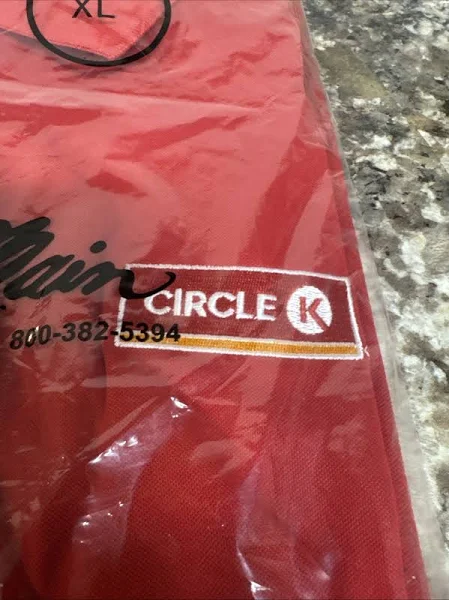 XL
Main
CIRCLE K
800-382-5394